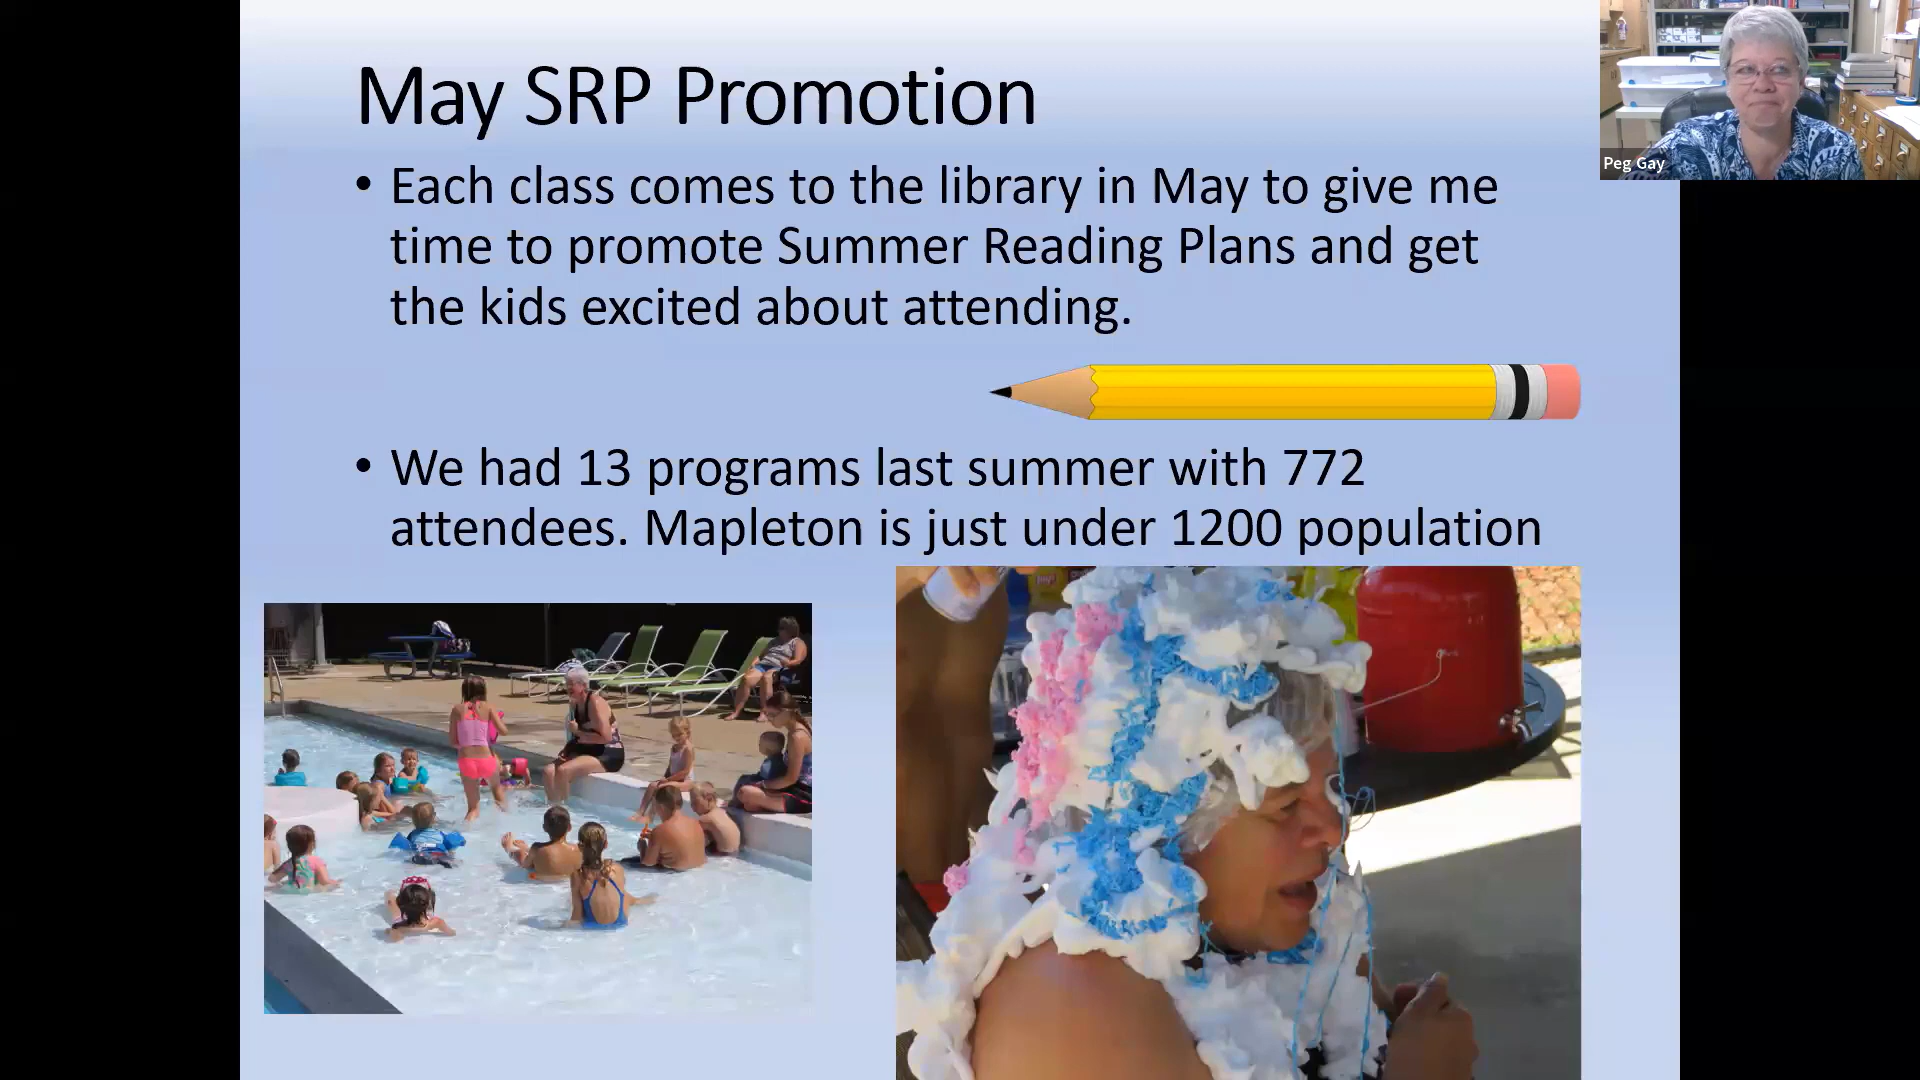 May SRP Promotion
• Each class comes to the library in May to give me
time to promote Summer Reading Plans and get
the kids excited about attending.
• We had 13 programs last summer with 772
attendees. Mapleton is just under 1200 population
Peg Gay